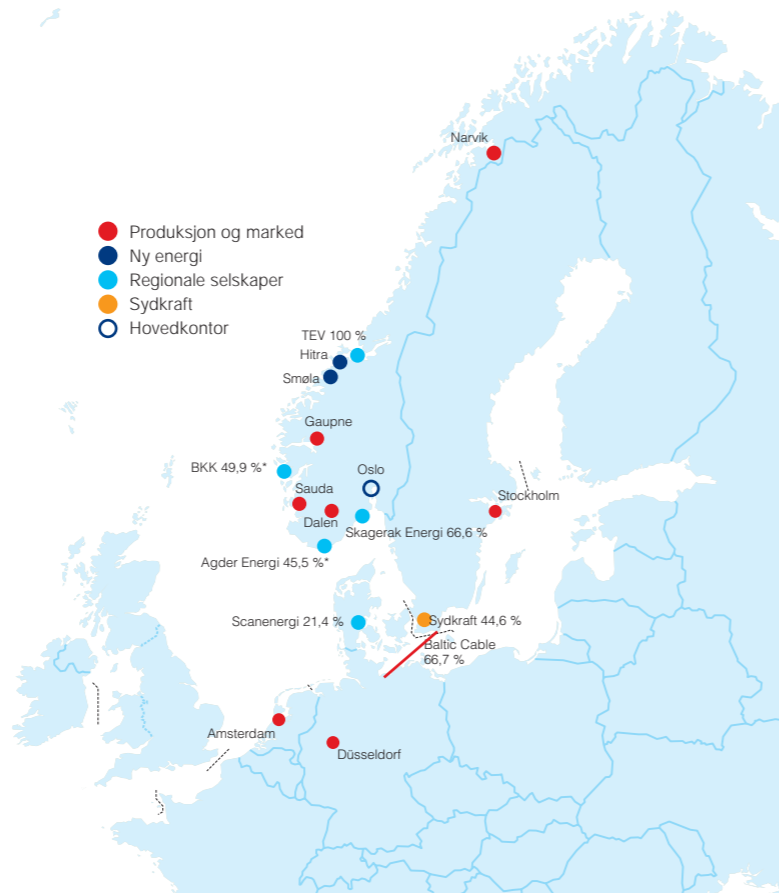 Narvik
Produksjon og marked
Ny energi
Regionale selskaper
Sydkraft
Hovedkontor
TEV 100 %
Hitra
Smøla
Gaupne
BKK 49,9 %*
Oslo
Sauda
Stockholm
Dalen
Skagerak Energi 66,6 %
Agder Energi 45,5 %*
Scanenergi 21,4 %
Sydkraft 44,6 %
Baltic Cable
66,7 %
Amsterdam
Düsseldorf